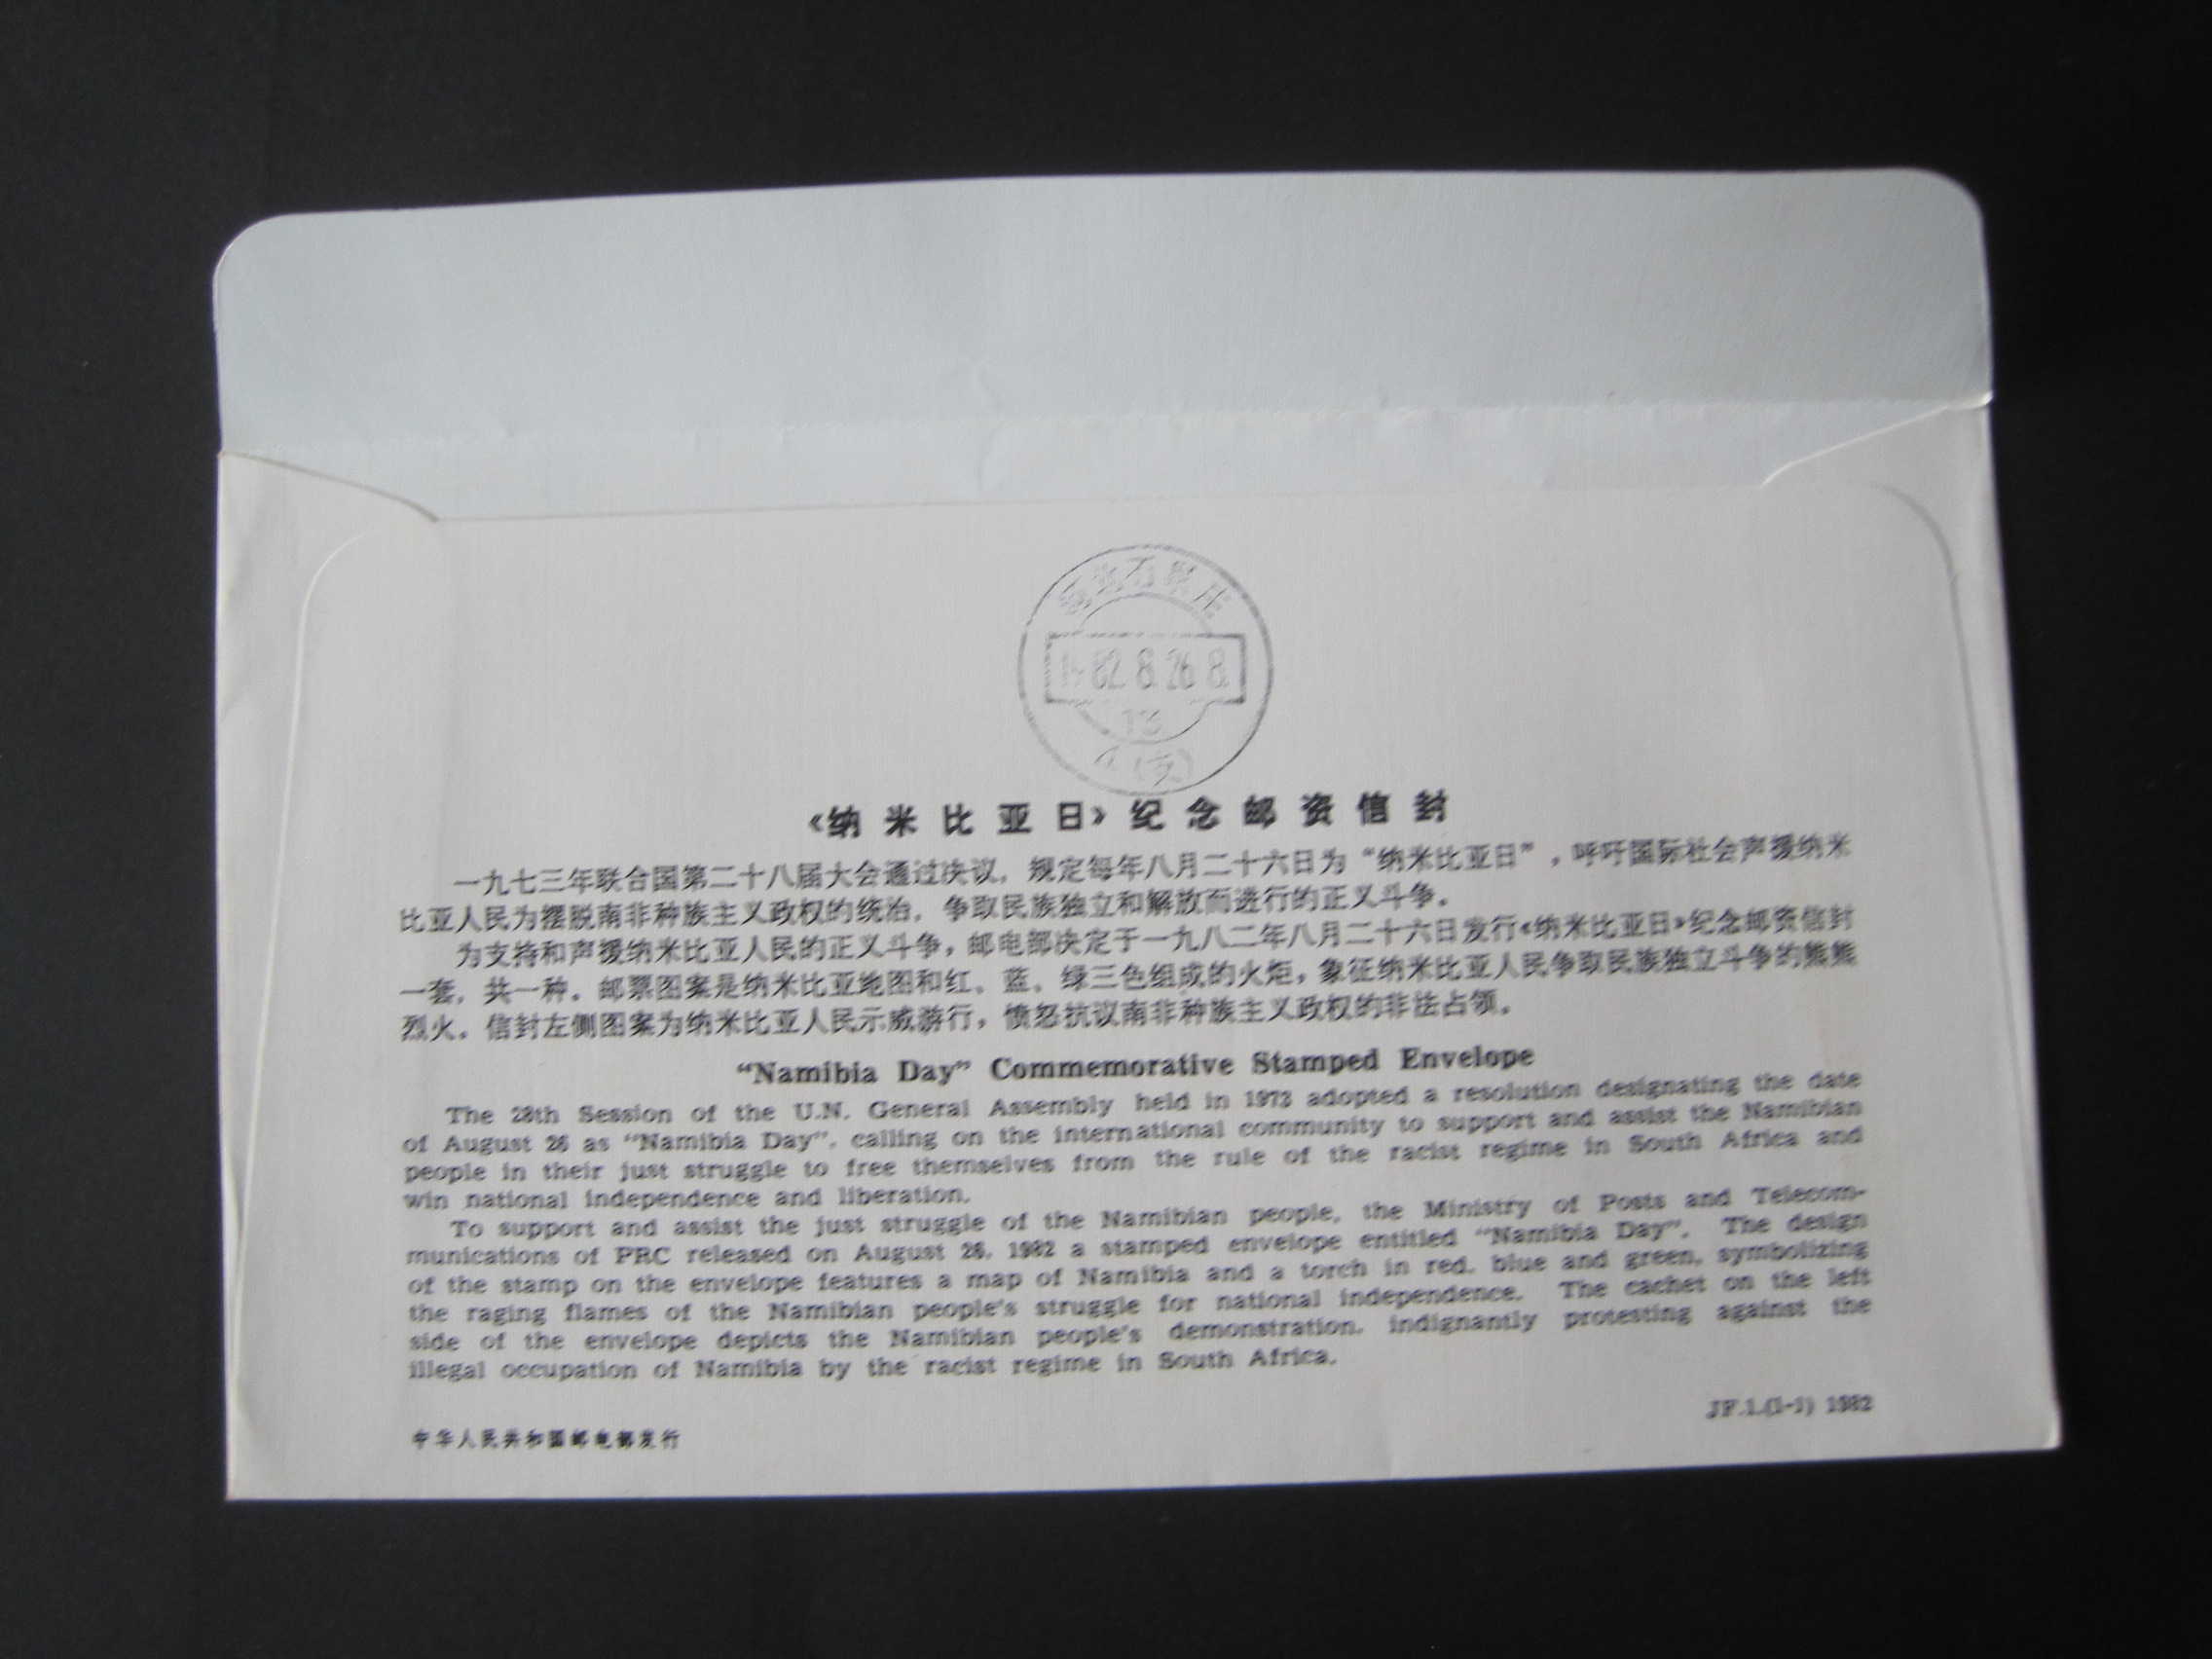 河北石家庄
82.8.26.8.
13
(支)
《纳米比亚日》纪念邮资信封
一九七三年联合国第二十八届大会通过决议，规定每年八月二十六日为“纳米比亚日”，呼吁国际社会声援纳米
比亚人民为摆脱南非种族主义政权的统治，争取民族独立和解放而进行的正义斗争。
为支持和声援纳米比亚人民的正义斗争，邮电部决定于一九八二年八月二十六日发行《纳米比亚日》纪念邮资信封
一套，共一种。邮票图案是纳米比亚地图和红、蓝、绿三色组成的火炬，象征纳米比亚人民争取民族独立斗争的熊熊
烈火。信封左侧图案为纳米比亚人民示威游行，愤怒抗议南非种族主义政权的非法占领。
“Namibia Day” Commemorative Stamped Envelope
The 28th Session of the U.N. General Assembly held in 1973 adopted a resolution designating the date
of August 26 as “Namibia Day”, calling on the international community to support and assist the Namibian
people in their just struggle to free themselves from the rule of the racist regime in South Africa and
win national independence and liberation.
To support and assist the just struggle of the Namibian people, the Ministry of Posts and Telecom-
munications of PRC released on August 26, 1982 a stamped envelope entitled “Namibia Day”. The design
of the stamp on the envelope features a map of Namibia and a torch in red, blue and green, symbolizing
the raging flames of the Namibian people's struggle for national independence. The cachet on the left
side of the envelope depicts the Namibian people's demonstration, indignantly protesting against the
illegal occupation of Namibia by the racist regime in South Africa.
JF.1.(1-1) 1982
中华人民共和国邮电部发行